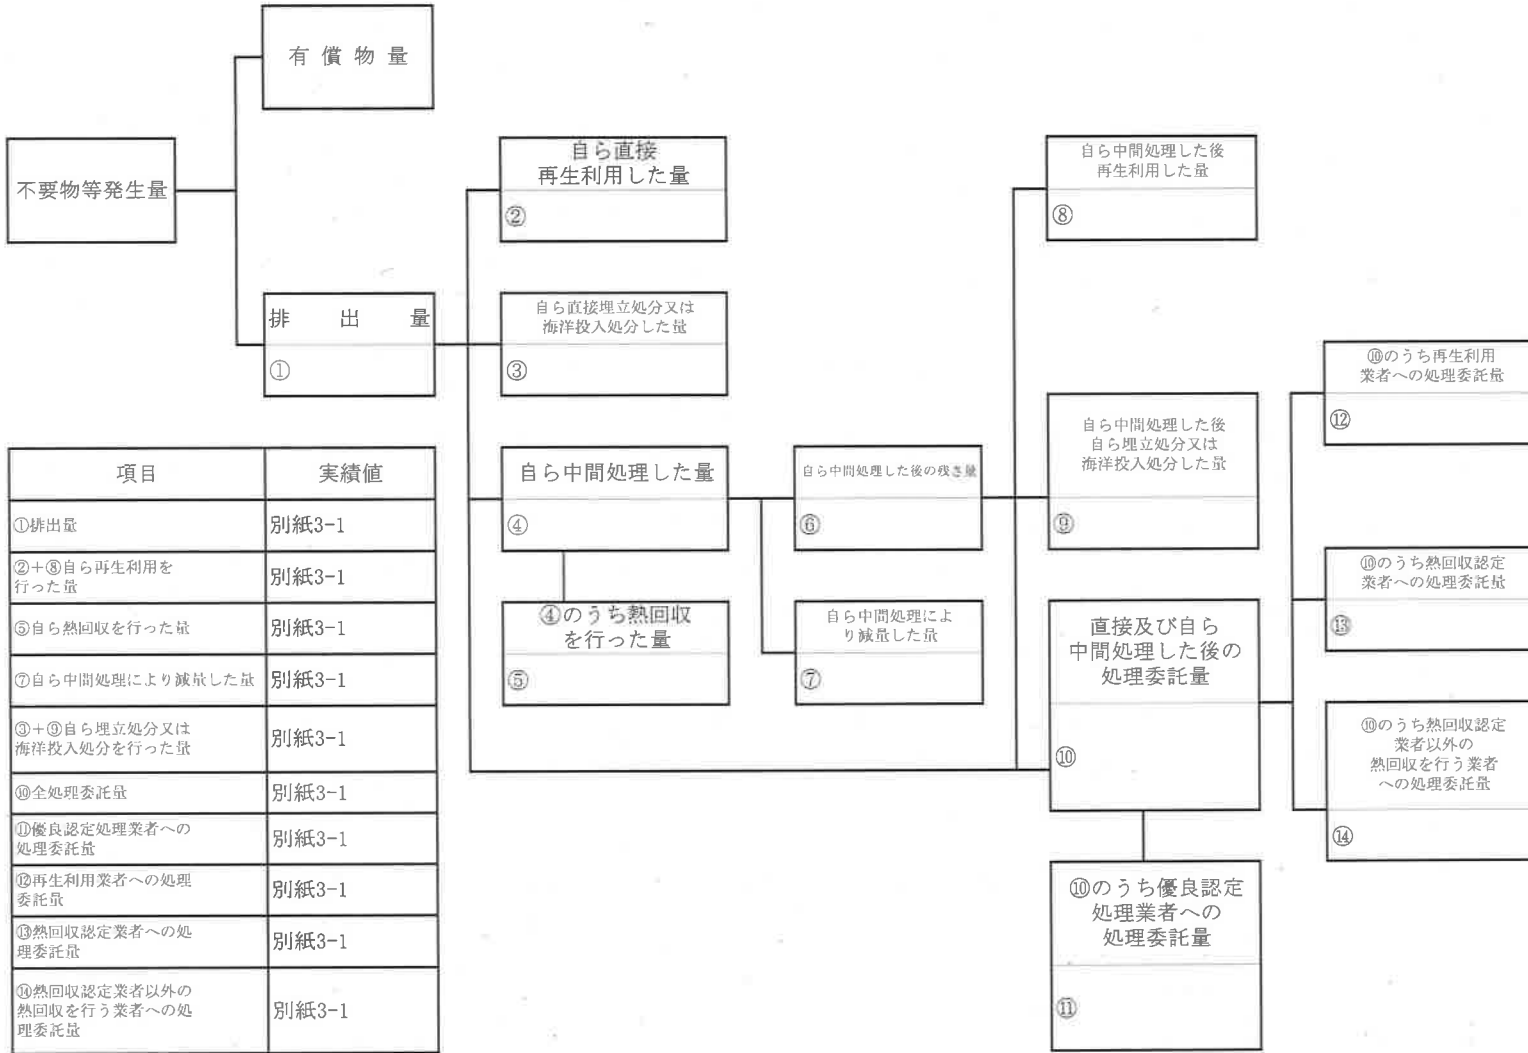 有償物量
不要物等発生量
排出量
①
自ら直接
再生利用した量
②
自ら直接埋立処分又は
海洋投入処分した量
③
自ら中間処理した量
④
④のうち熱回収
を行った量
⑤
自ら中間処理した後の残さ量
⑥
自ら中間処理によ
り減量した量
⑦
自ら中間処理した後
再生利用した量
⑧
自ら中間処理した後
自ら埋立処分又は
海洋投入処分した量
⑨
直接及び自ら
中間処理した後の
処理委託量
⑩
⑩のうち優良認定
処理業者への
処理委託量
⑪
⑩のうち再生利用
業者への処理委託量
⑫
⑩のうち熱回収認定
業者への処理委託量
⑬
⑩のうち熱回収認定
業者以外の
熱回収を行う業者
への処理委託量
⑭
項目 実績値
①排出量 別紙3-1
②+⑧自ら再生利用を
行った量 別紙3-1
⑤自ら熱回収を行った量 別紙3-1
⑦自ら中間処理により減量した量 別紙3-1
③+⑨自ら埋立処分又は
海洋投入処分を行った量 別紙3-1
⑩全処理委託量 別紙3-1
⑪優良認定処理業者への
処理委託量 別紙3-1
⑫再生利用業者への処理
委託量 別紙3-1
⑬熱回収認定業者への処
理委託量 別紙3-1
⑭熱回収認定業者以外の
熱回収を行う業者への処
理委託量 別紙3-1